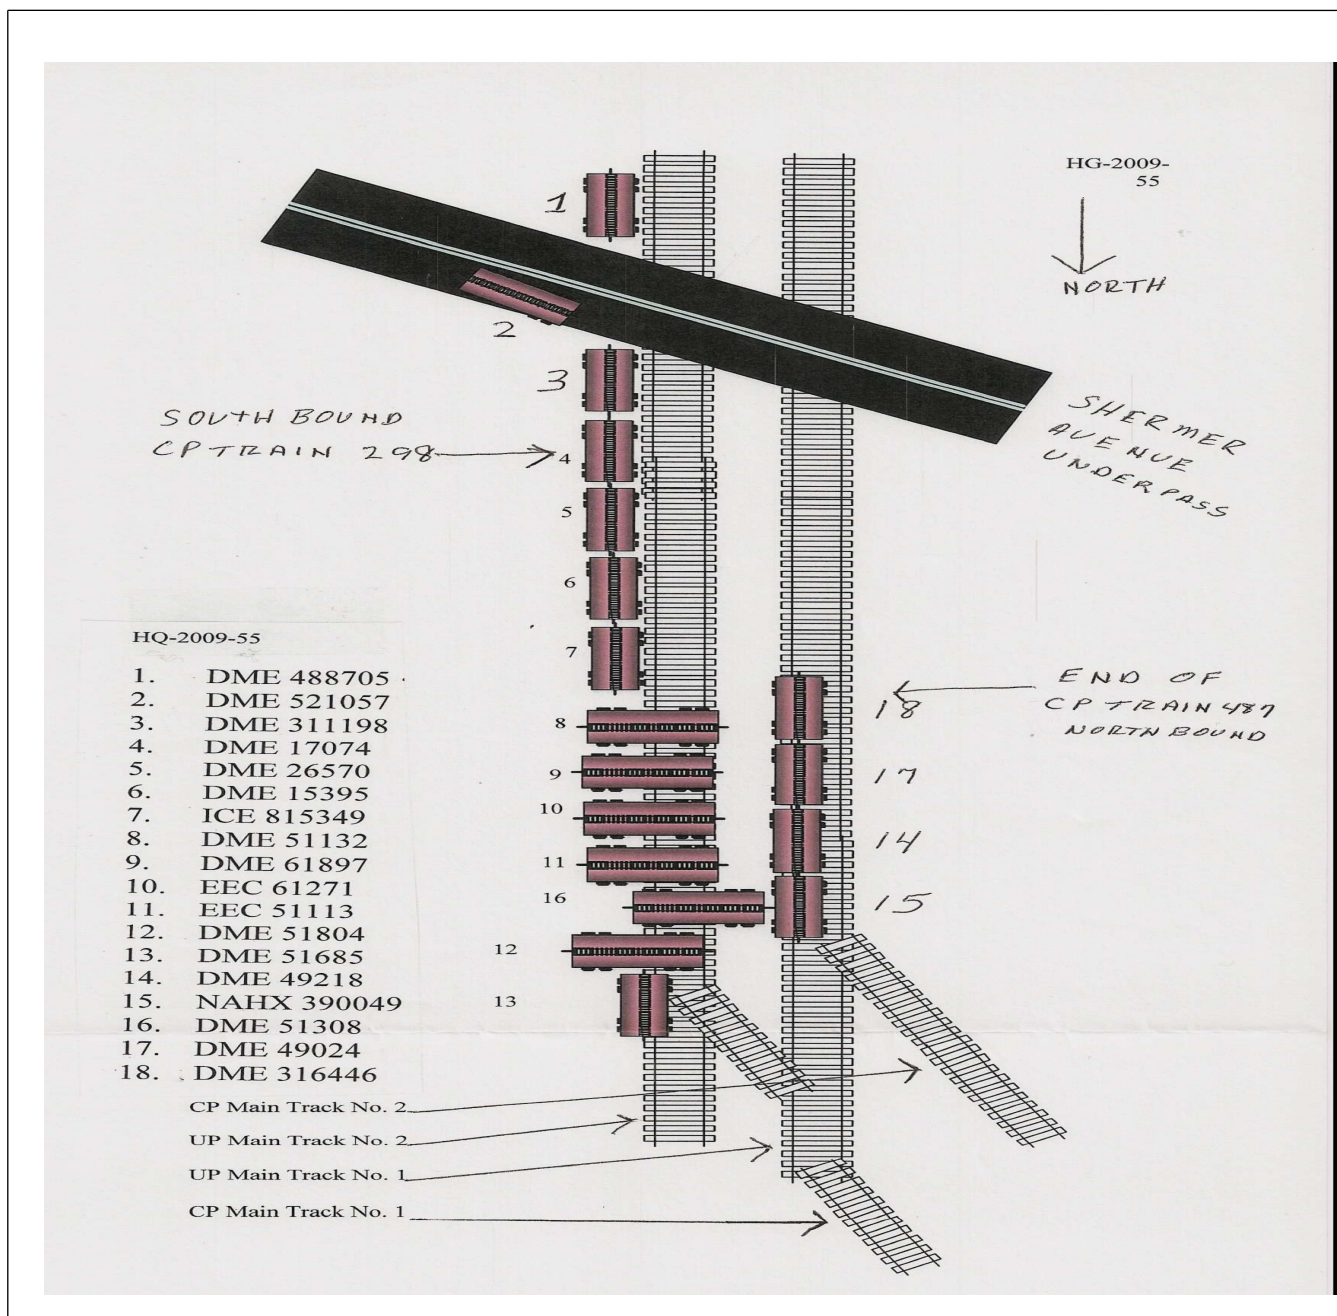 HG-2009-
55
NORTH
1
2
3
SOUTH BOUND
CP TRAIN 298
4
SHERMER
AVENUE
UNDERPASS
5
6
7
HQ-2009-55
1. DME 488705
2. DME 521057
3. DME 311198
4. DME 17074
5. DME 26570
6. DME 15395
7. ICE 815349
8. DME 51132
9. DME 61897
10. EEC 61271
11. EEC 51113
12. DME 51804
13. DME 51685
14. DME 49218
15. NAHX 390049
16. DME 51308
17. DME 49024
18. DME 316446
END OF
CP TRAIN 487
NORTH BOUND
18
8
9
17
10
14
11
16
15
12
13
CP Main Track No. 2
UP Main Track No. 2
UP Main Track No. 1
CP Main Track No. 1